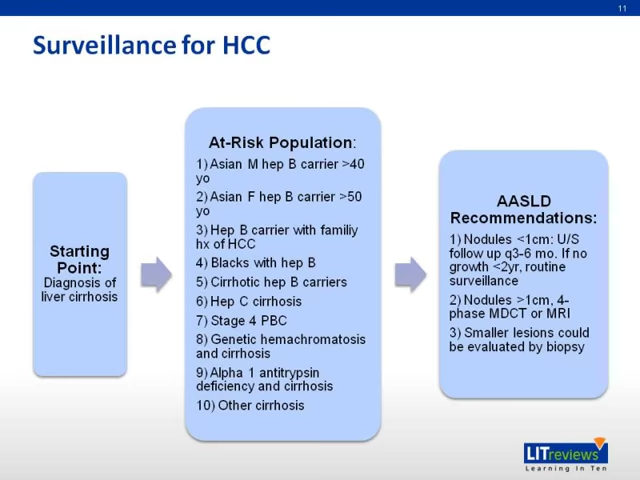 11
Surveillance for HCC
Starting
Point:
Diagnosis of
liver cirrhosis
At-Risk Population:
1) Asian M hep B carrier >40
yo
2) Asian F hep B carrier >50
yo
3) Hep B carrier with familiy
hx of HCC
4) Blacks with hep B
5) Cirrhotic hep B carriers
6) Hep C cirrhosis
7) Stage 4 PBC
8) Genetic hemachromatosis
and cirrhosis
9) Alpha 1 antitrypsin
deficiency and cirrhosis
10) Other cirrhosis
AASLD
Recommendations:
1) Nodules <1cm: U/S
follow up q3-6 mo. If no
growth <2yr, routine
surveillance
2) Nodules >1cm, 4-
phase MDCT or MRI
3) Smaller lesions could
be evaluated by biopsy
LITreviews
Learning In Ten